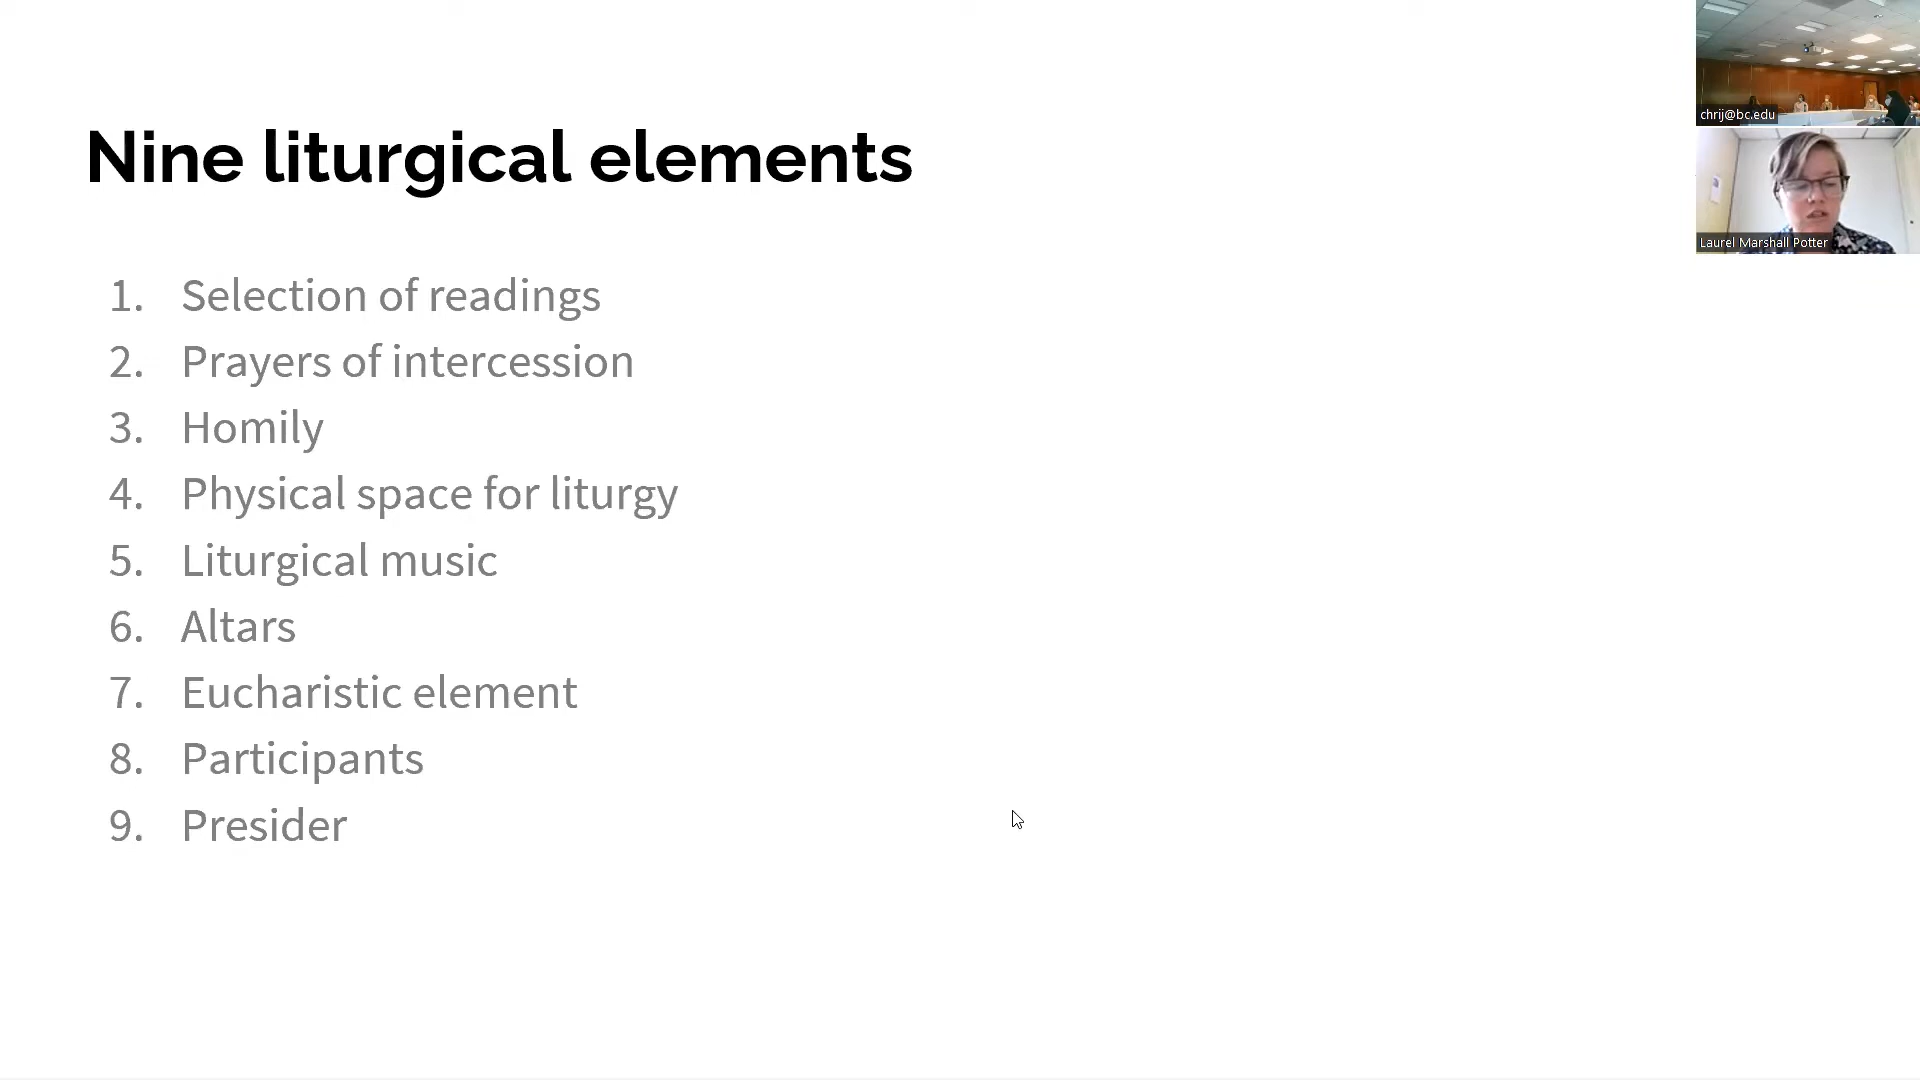 Nine liturgical elements
1. Selection of readings
2. Prayers of intercession
3. Homily
4. Physical space for liturgy
5. Liturgical music
6. Altars
7. Eucharistic element
8. Participants
9. Presider
chrij@bc.edu
Laurel Marshall Potter